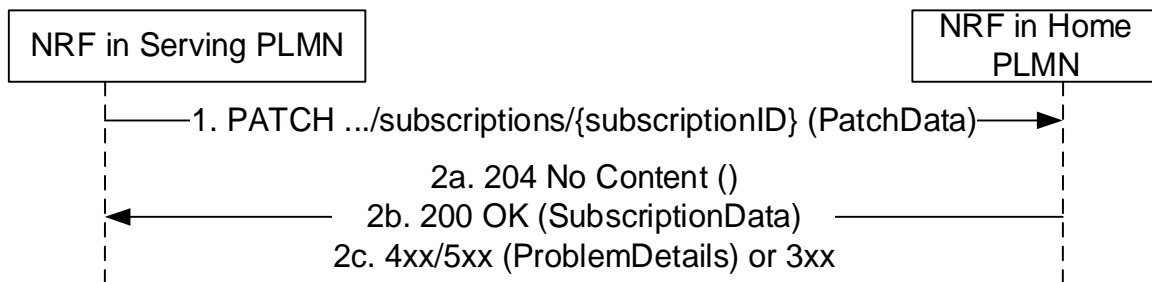 NRF in Serving PLMN
NRF in Home
PLMN
1. PATCH .../subscriptions/{subscriptionID} (PatchData)
2a. 204 No Content ()
2b. 200 OK (SubscriptionData)
2c. 4xx/5xx (ProblemDetails) or 3xx